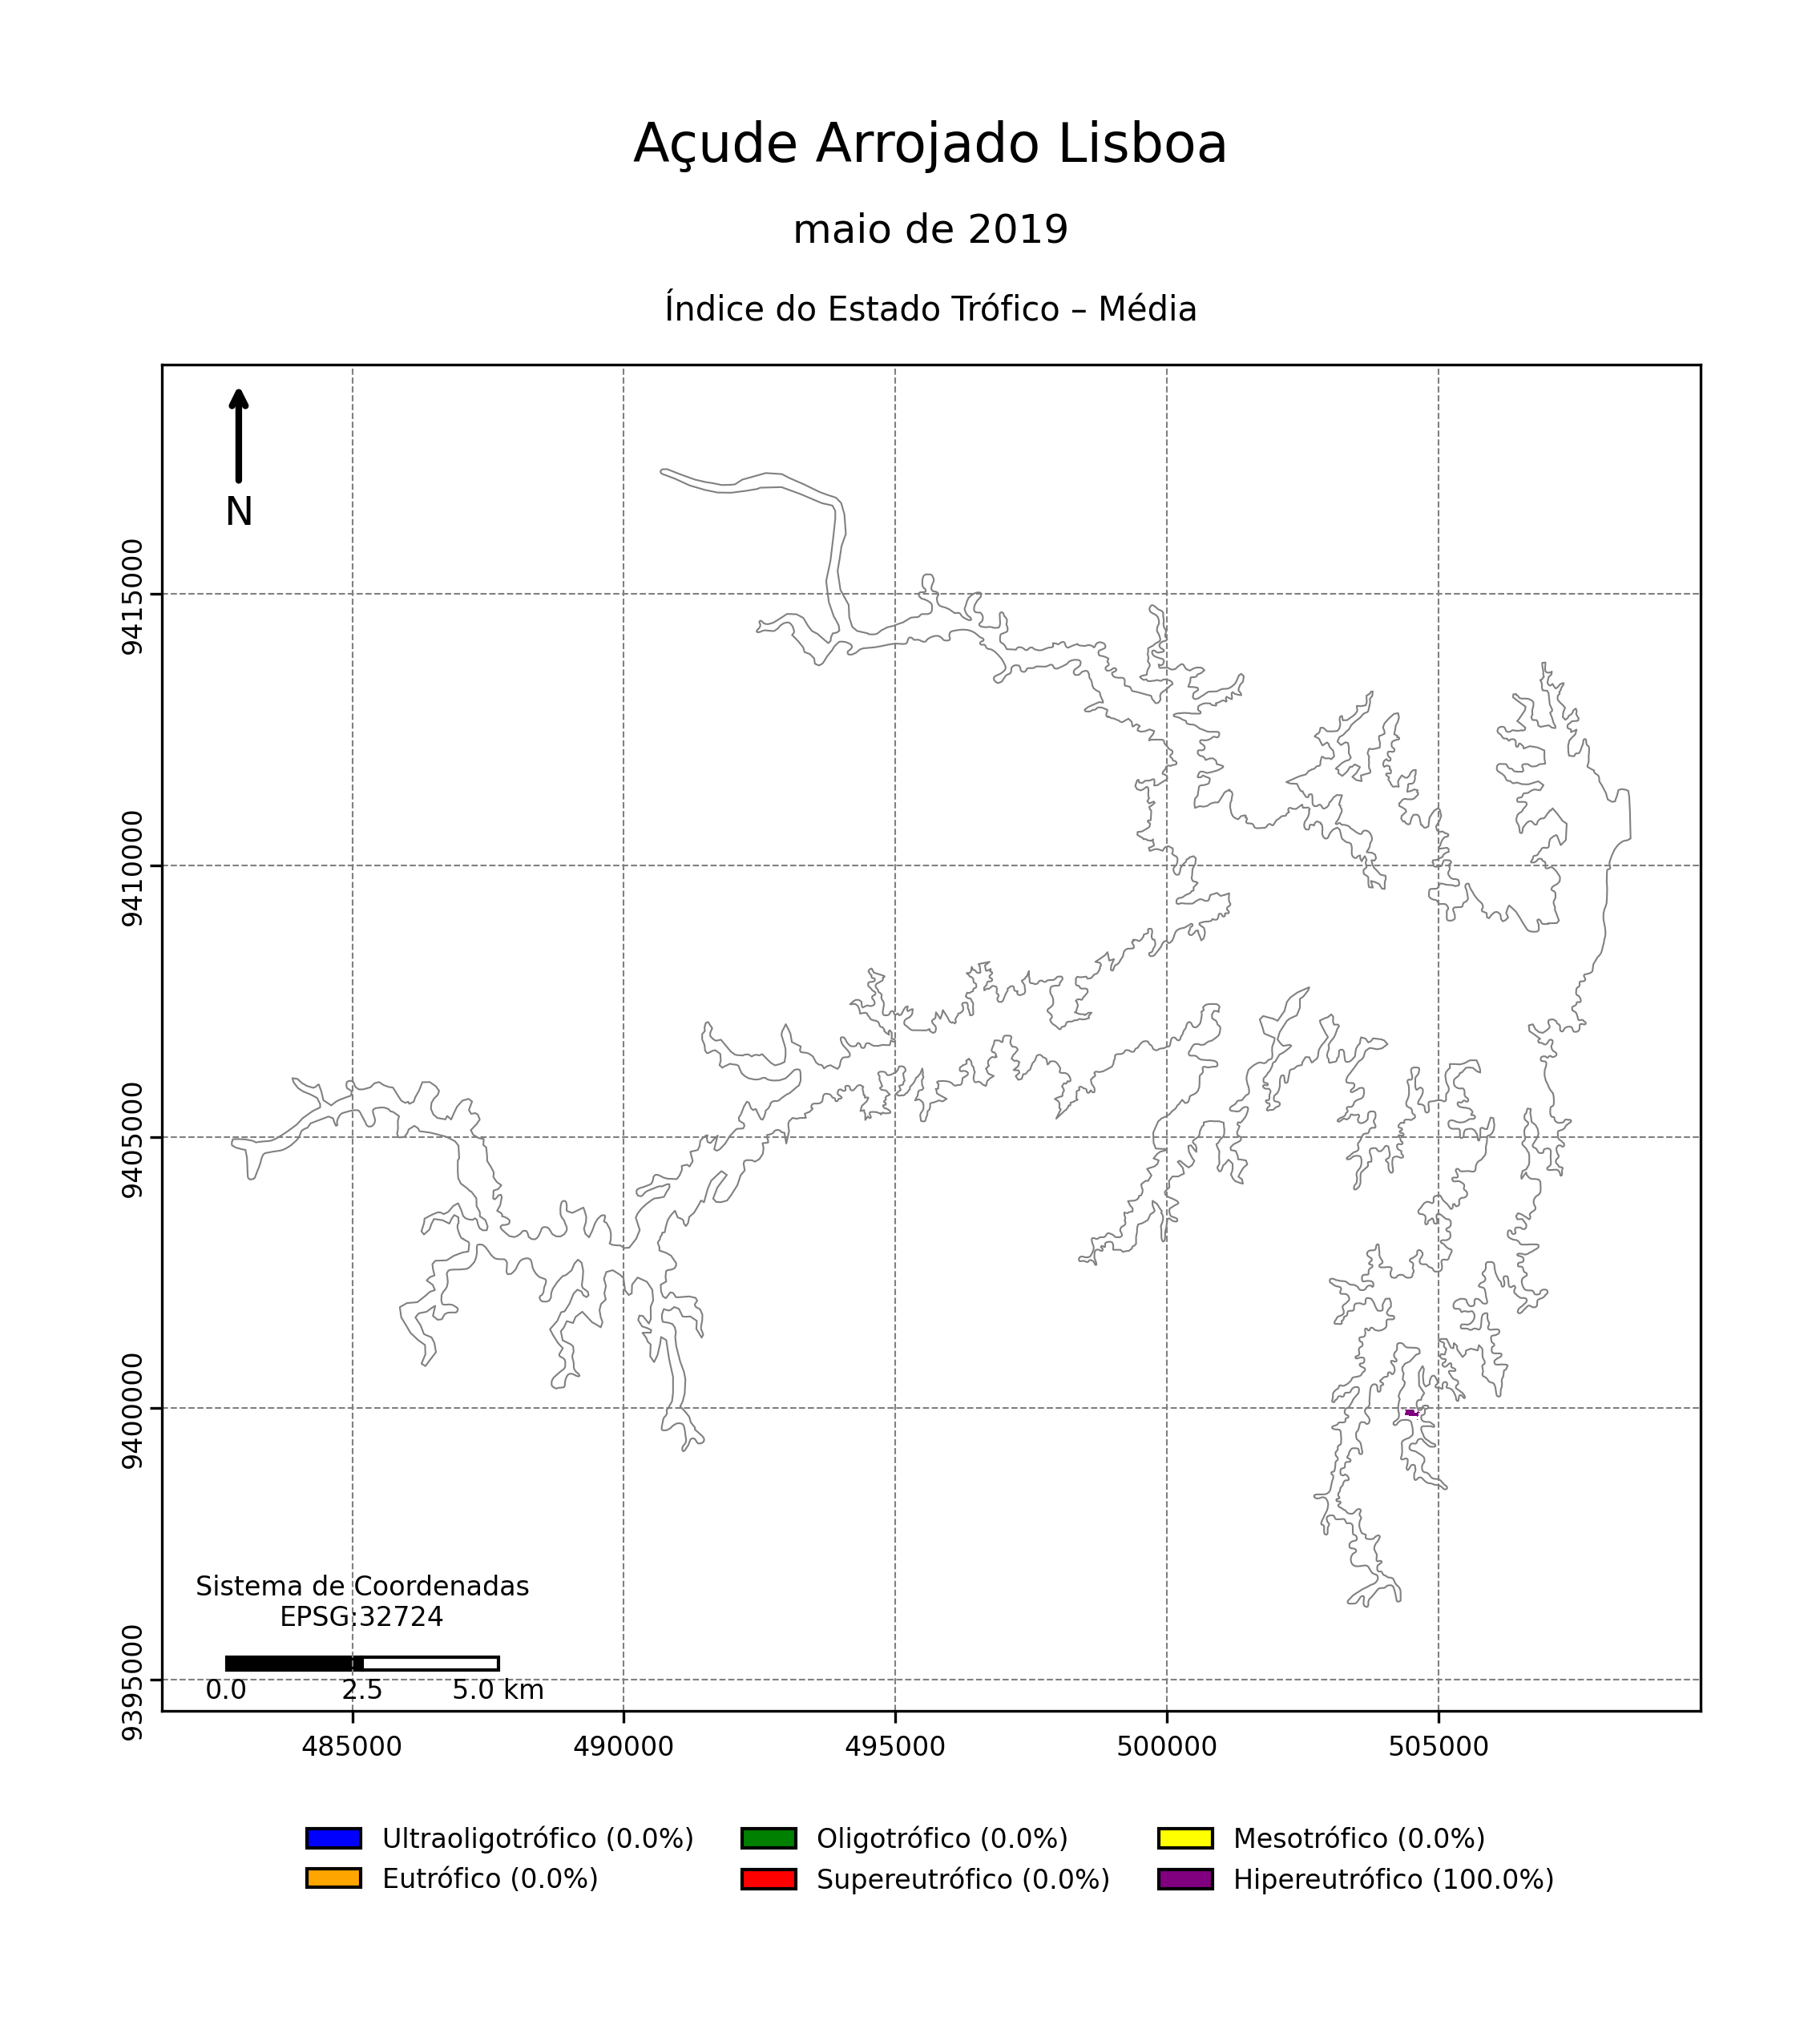 Açude Arrojado Lisboa
maio de 2019
Índice do Estado Trófico – Média
N
9415000
9410000
9405000
9400000
9395000
Sistema de Coordenadas
EPSG:32724
0.0 2.5 5.0 km
485000 490000 495000 500000 505000
Ultraoligotrófico (0.0%) Oligotrófico (0.0%) Mesotrófico (0.0%)
Eutrófico (0.0%) Supereutrófico (0.0%) Hipereutrófico (100.0%)